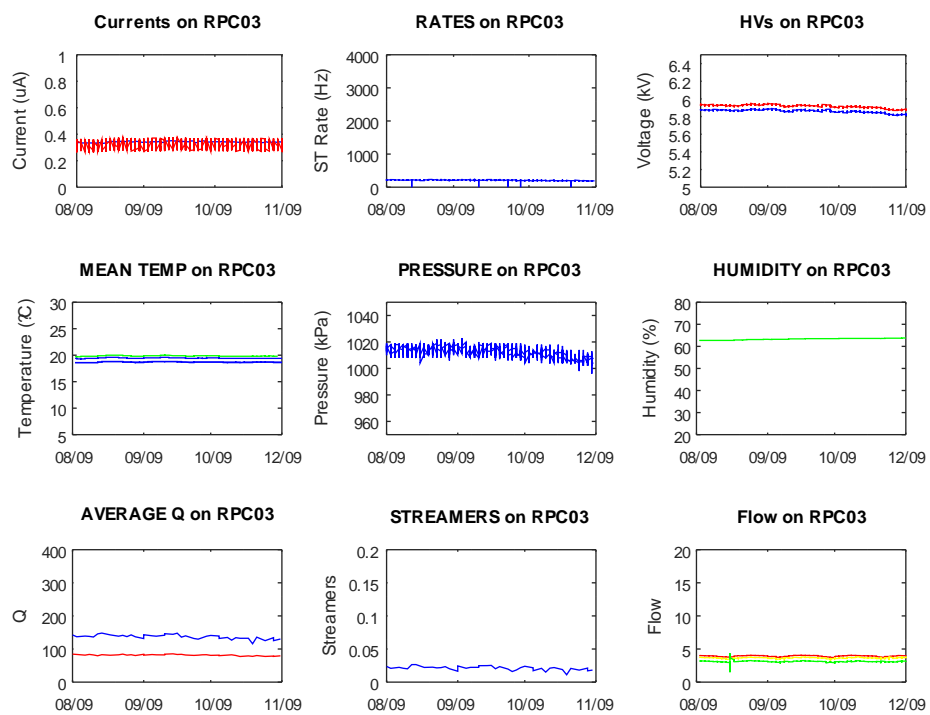 Currents on RPC03
Current (uA)
1
0.8
0.6
0.4
0.2
0
08/09 09/09 10/09 11/09
RATES on RPC03
ST Rate (Hz)
4000
3000
2000
1000
0
08/09 09/09 10/09 11/09
HVs on RPC03
Voltage (kV)
6.4
6.2
6
5.8
5.6
5.4
5.2
5
08/09 09/09 10/09 11/09
MEAN TEMP on RPC03
Temperature (?C)
30
25
20
15
10
5
08/09 09/09 10/09 12/09
PRESSURE on RPC03
Pressure (kPa)
1040
1020
1000
980
960
08/09 09/09 10/09 12/09
HUMIDITY on RPC03
Humidity (%)
80
70
60
50
40
30
20
08/09 09/09 10/09 12/09
AVERAGE Q on RPC03
Q
400
300
200
100
0
08/09 09/09 10/09 11/09
STREAMERS on RPC03
Streamers
0.2
0.15
0.1
0.05
0
08/09 09/09 10/09 11/09
Flow on RPC03
Flow
20
15
10
5
0
08/09 09/09 10/09 12/09